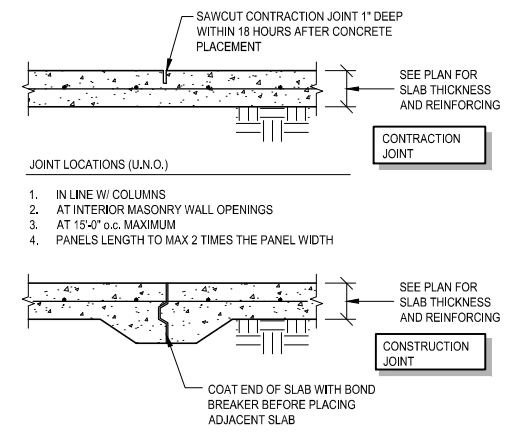 SAWCUT CONTRACTION JOINT 1" DEEP
WITHIN 18 HOURS AFTER CONCRETE
PLACEMENT
SEE PLAN FOR
SLAB THICKNESS
AND REINFORCING
CONTRACTION
JOINT
JOINT LOCATIONS (U.N.O.)
1. IN LINE W/ COLUMNS
2. AT INTERIOR MASONRY WALL OPENINGS
3. AT 15'-0" o.c. MAXIMUM
4. PANELS LENGTH TO MAX 2 TIMES THE PANEL WIDTH
SEE PLAN FOR
SLAB THICKNESS
AND REINFORCING
CONSTRUCTION
JOINT
COAT END OF SLAB WITH BOND
BREAKER BEFORE PLACING
ADJACENT SLAB